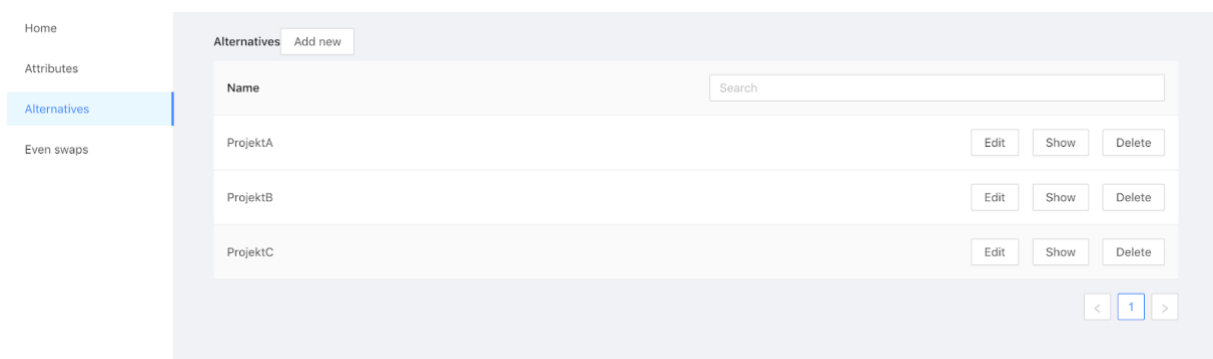 Home
Attributes
Alternatives
Even swaps
Alternatives Add new
Name Search
ProjektA Edit Show Delete
ProjektB Edit Show Delete
ProjektC Edit Show Delete
< 1 >